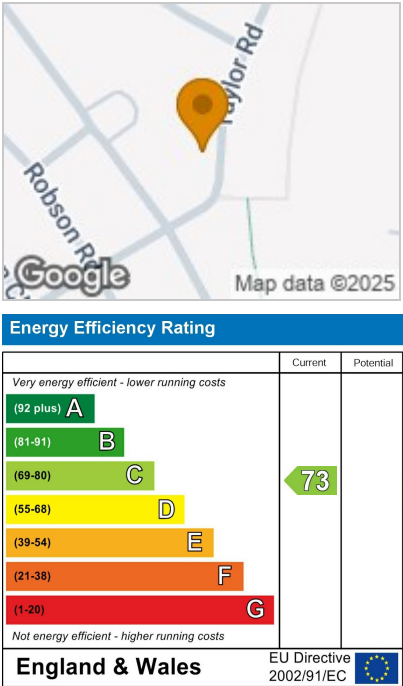 Taylor Rd
Robson Rd
Google
Map data ©2025
Energy Efficiency Rating
Current
Potential
Very energy efficient - lower running costs
(92 plus) A
(81-91) B
(69-80) C
73
(55-68) D
(39-54) E
(21-38) F
(1-20) G
Not energy efficient - higher running costs
England & Wales
EU Directive
2002/91/EC